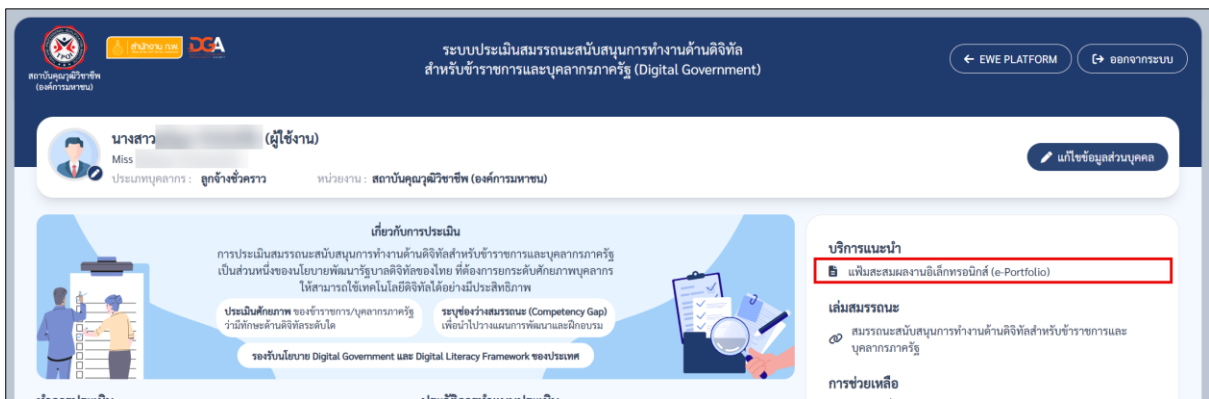 สถาบันคุณวุฒิวิชาชีพ
(องค์การมหาชน)
สำนักงาน ก.พ.
DGA
ระบบประเมินสมรรถนะสนับสนุนการทำงานด้านดิจิทัล
สำหรับข้าราชการและบุคลากรภาครัฐ (Digital Government)
EWE PLATFORM
ออกจากระบบ
นางสาว (ผู้ใช้งาน)
Miss
ประเภทบุคลากร : ลูกจ้างชั่วคราว หน่วยงาน : สถาบันคุณวุฒิวิชาชีพ (องค์การมหาชน)
แก้ไขข้อมูลส่วนบุคคล
เกี่ยวกับการประเมิน
การประเมินสมรรถนะสนับสนุนการทำงานด้านดิจิทัลสำหรับข้าราชการและบุคลากรภาครัฐ
เป็นส่วนหนึ่งของนโยบายพัฒนารัฐบาลดิจิทัลของไทย ที่ต้องการยกระดับศักยภาพบุคลากร
ให้สามารถใช้เทคโนโลยีดิจิทัลได้อย่างมีประสิทธิภาพ
ประเมินศักยภาพ ของข้าราชการ/บุคลากรภาครัฐ
ว่ามีทักษะด้านดิจิทัลระดับใด
ระบุช่องว่างสมรรถนะ (Competency Gap)
เพื่อนำไปวางแผนการพัฒนาและฝึกอบรม
รองรับนโยบาย Digital Government และ Digital Literacy Framework ของประเทศ
บริการแนะนำ
แฟ้มสะสมผลงานอิเล็กทรอนิกส์ (e-Portfolio)
เล่มสมรรถนะ
สมรรถนะสนับสนุนการทำงานด้านดิจิทัลสำหรับข้าราชการและ
บุคลากรภาครัฐ
การช่วยเหลือ